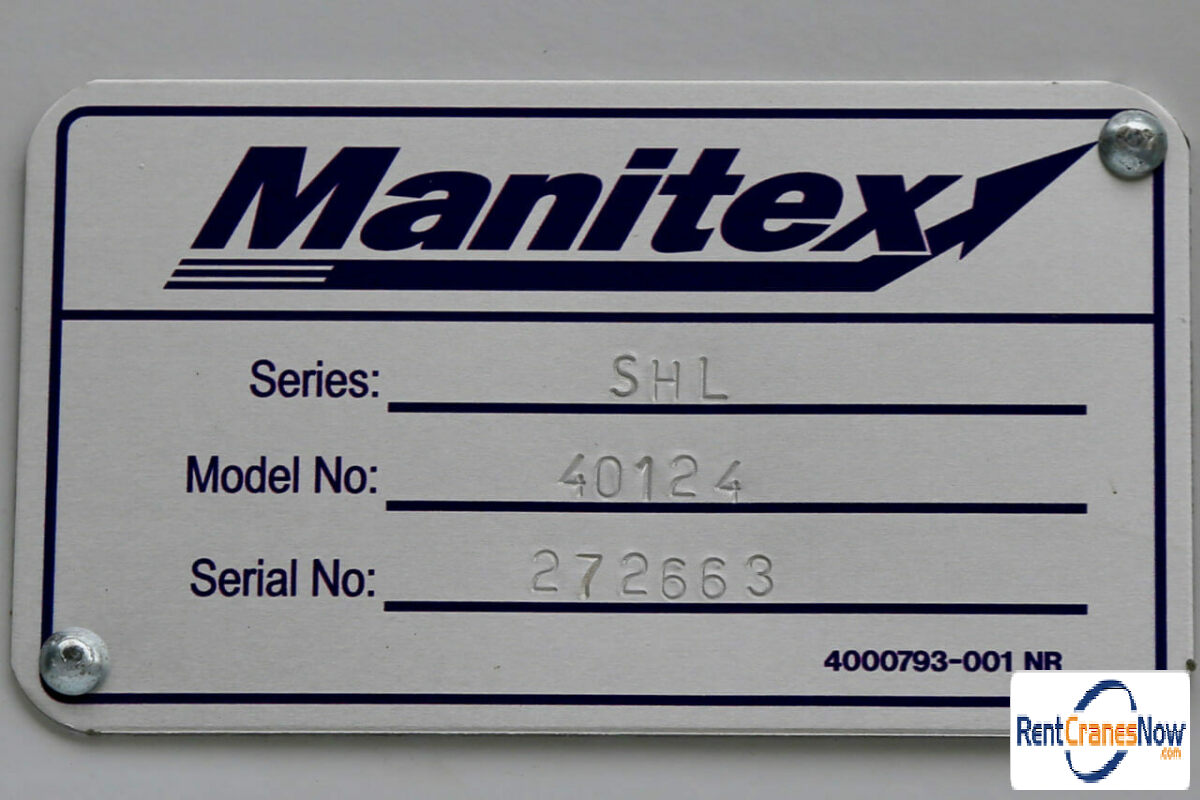 Manitex
Series: SHL
Model No: 40124
Serial No: 272663
4000793-001 NR
RentCranesNow
.com